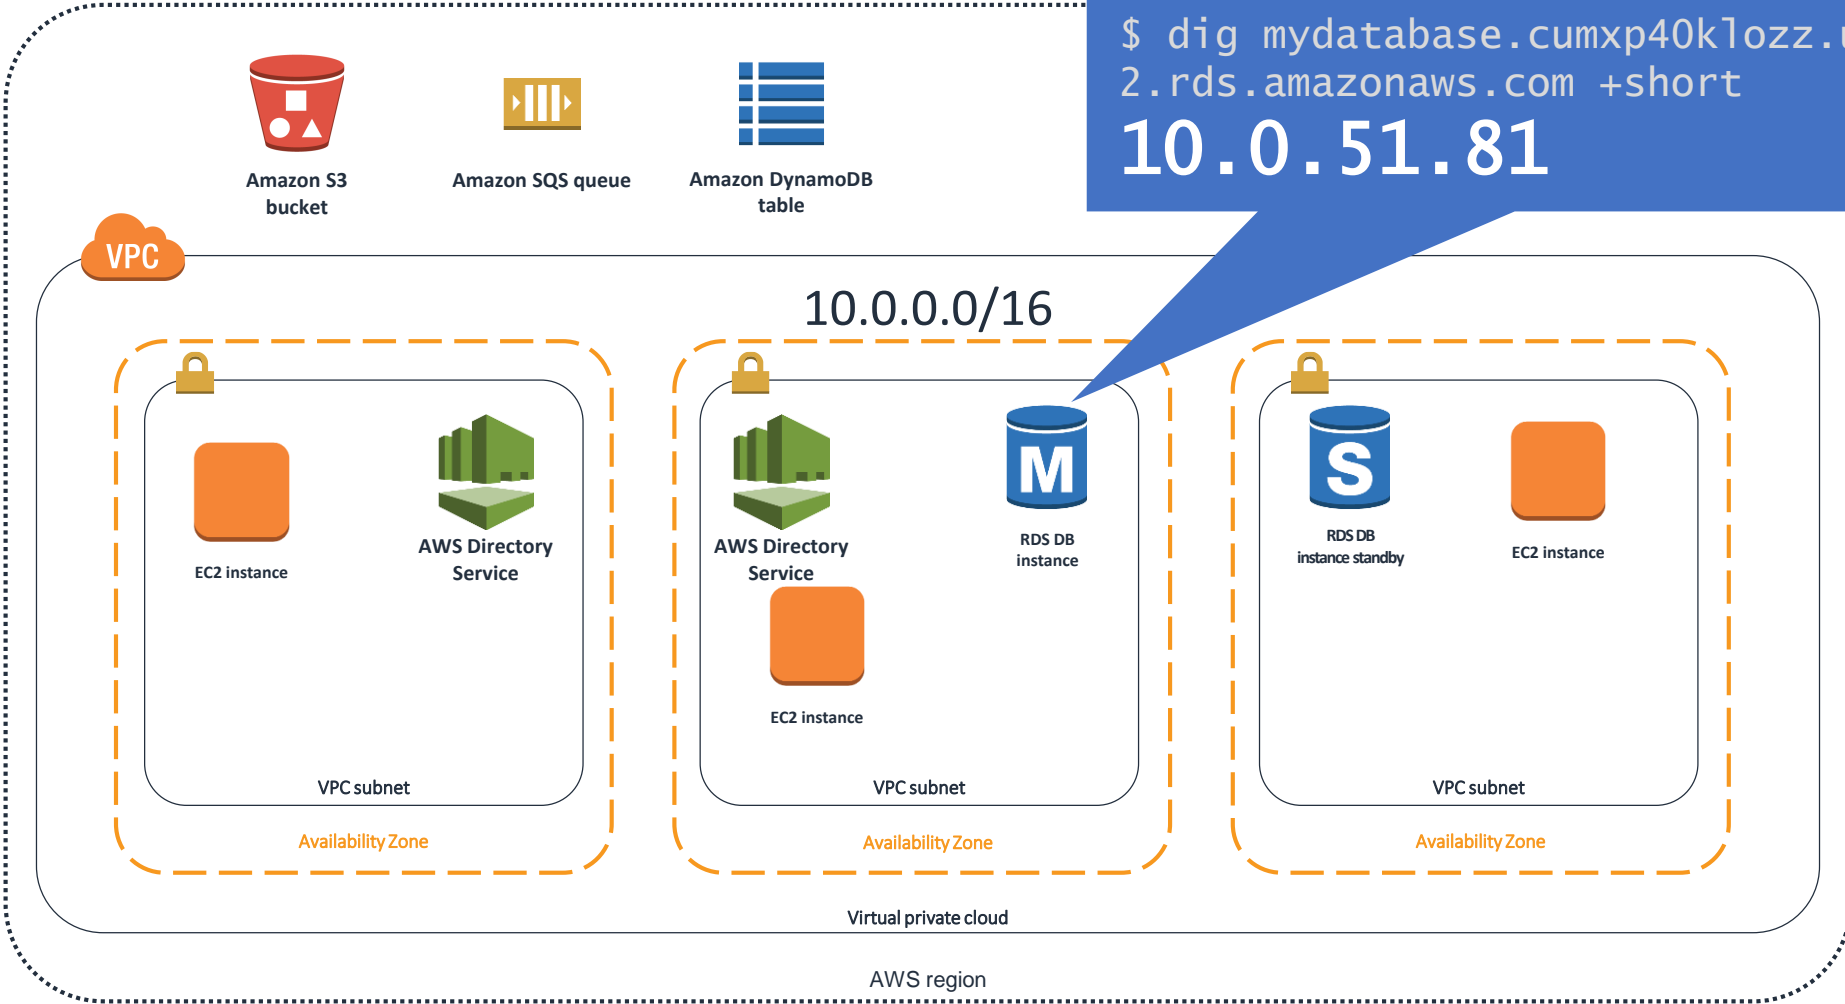 $ dig mydatabase.cumxp40klozz.
2.rds.amazonaws.com +short
10.0.51.81
Amazon S3
bucket
Amazon SQS queue
Amazon DynamoDB
table
VPC
10.0.0.0/16
EC2 instance
AWS Directory
Service
VPC subnet
Availability Zone
AWS Directory
Service
M
RDS DB
instance
EC2 instance
VPC subnet
Availability Zone
S
RDS DB
instance standby
EC2 instance
VPC subnet
Availability Zone
Virtual private cloud
AWS region